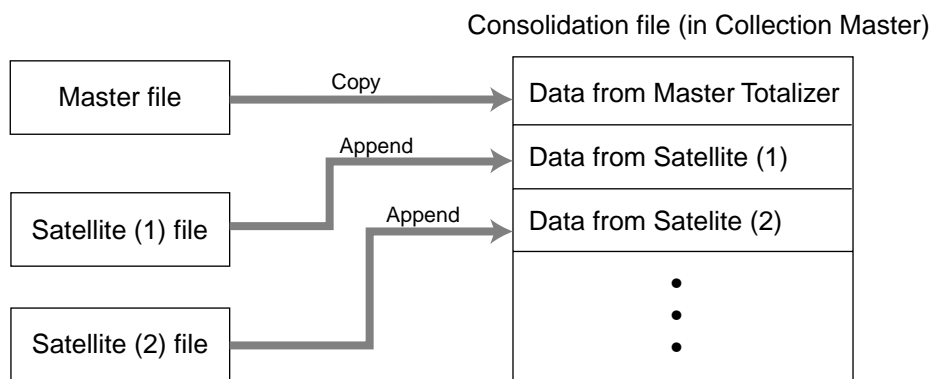 Consolidation file (in Collection Master)
Master file
Copy
Data from Master Totalizer
Append
Data from Satellite (1)
Satellite (1) file
Append
Data from Satelite (2)
Satellite (2) file